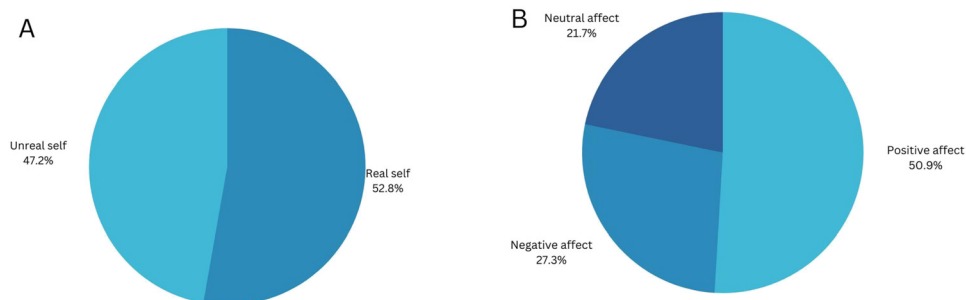 A
Unreal self
47.2%
Real self
52.8%
B
Neutral affect
21.7%
Positive affect
50.9%
Negative affect
27.3%